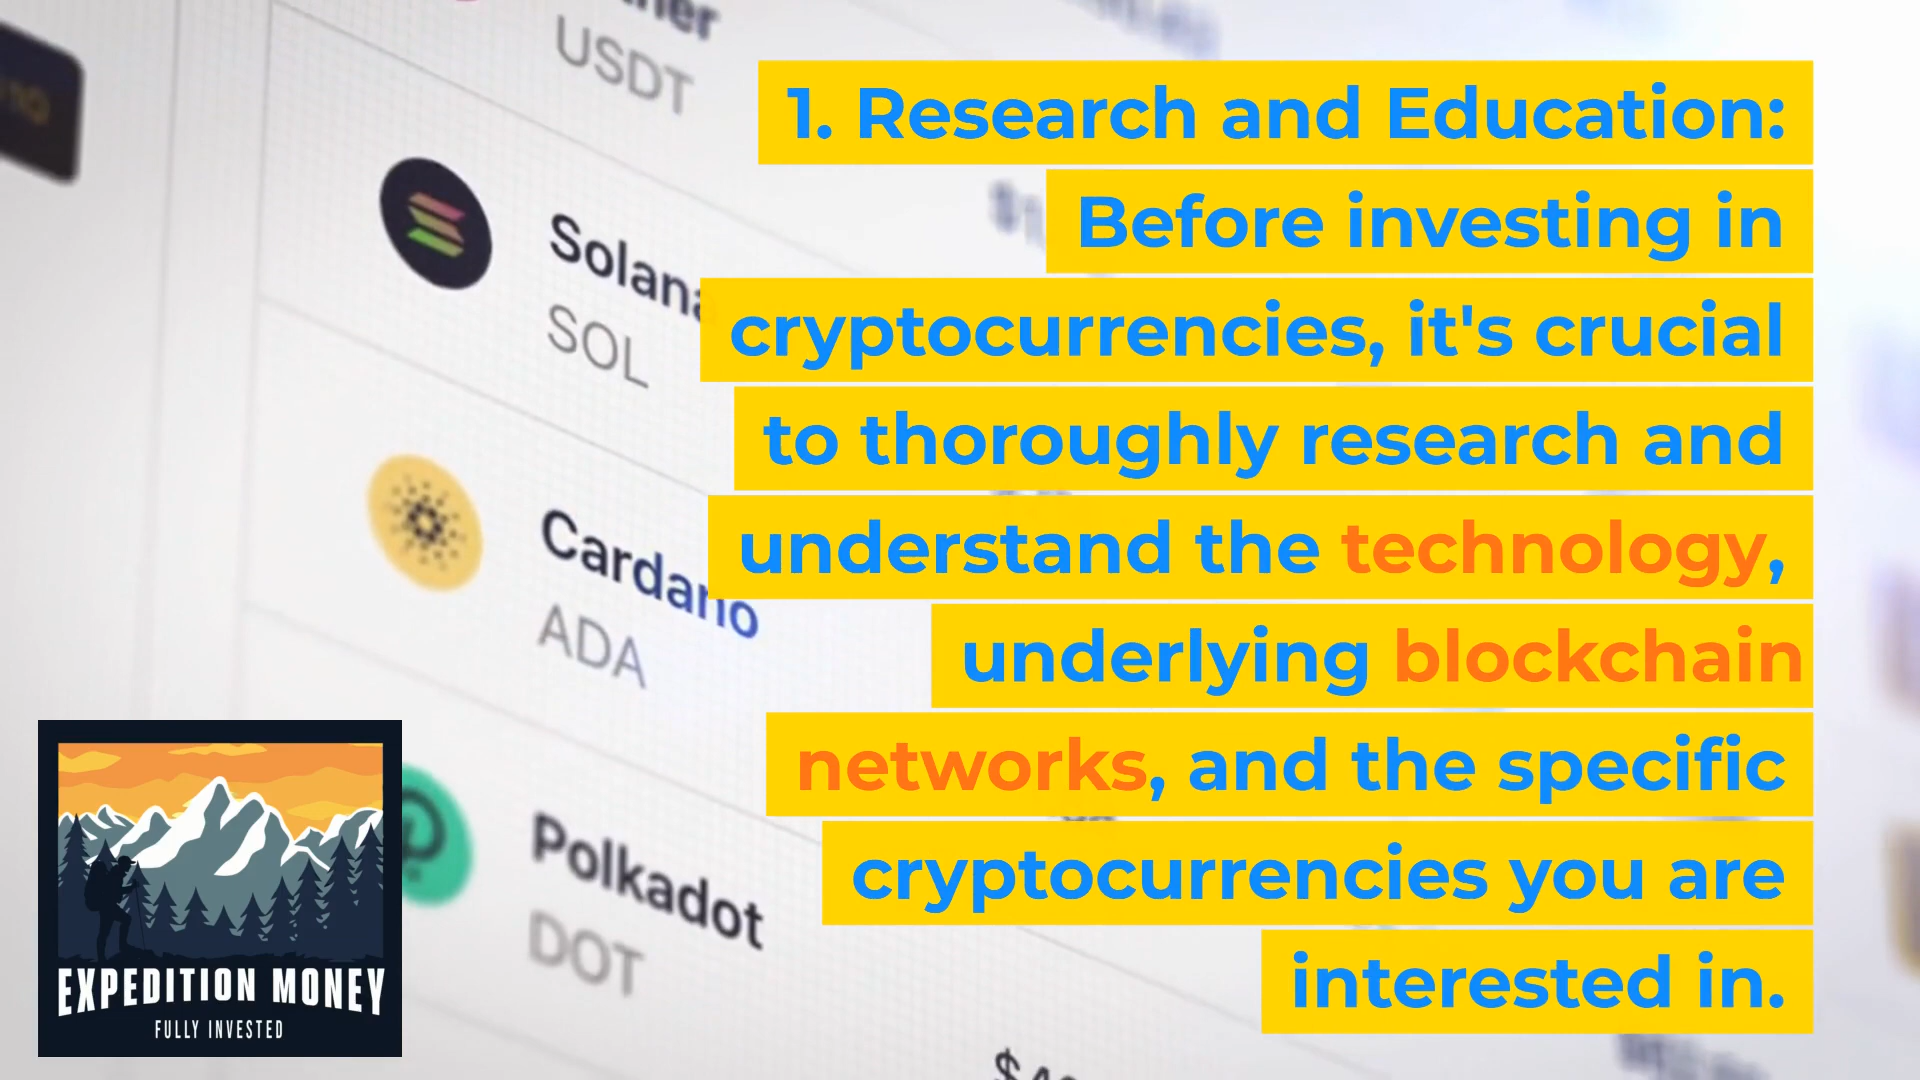 USDT
Solana
SOL
Cardano
ADA
Polkadot
DOT
1. Research and Education:
Before investing in
cryptocurrencies, it's crucial
to thoroughly research and
understand the technology,
underlying blockchain
networks, and the specific
cryptocurrencies you are
interested in.
EXPEDITION MONEY
FULLY INVESTED